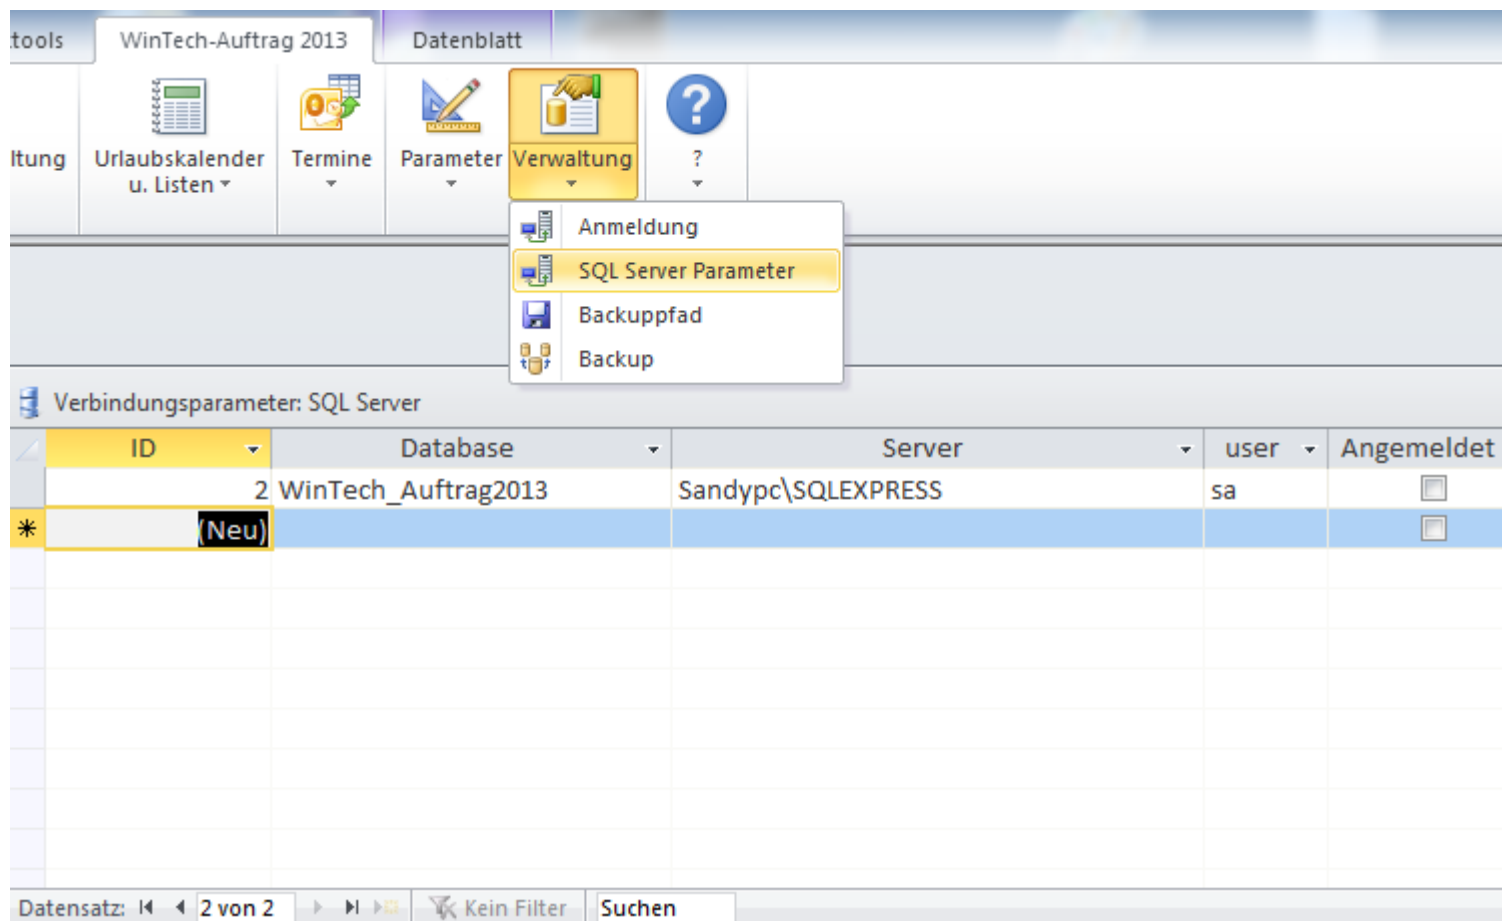 tools WinTech-Auftrag 2013 Datenblatt
ltung Urlaubskalender Termine Parameter Verwaltung ?
u. Listen
Anmeldung
SQL Server Parameter
Backuppfad
Backup
Verbindungsparameter: SQL Server
ID Database Server user Angemeldet
2 WinTech_Auftrag2013 Sandypc\SQLEXPRESS sa
(Neu)
Datensatz: 2 von 2 Kein Filter Suchen